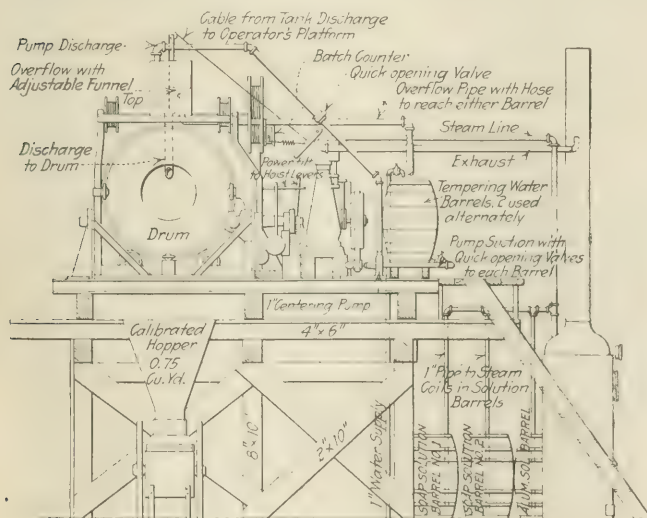 Cable from Tank Discharge
to Operator's Platform
Pump Discharge
Overflow with
Adjustable Funnel
Top
Batch Counter
Quick opening Valve
Overflow Pipe with Hose
to reach either Barrel
Steam Line
Exhaust
Discharge
to Drum
Power tilt
to Hoist Levers
Drum
Tempering Water
Barrels, 2 used
alternately
Pump Suction with
Quick opening Valves
to each Barrel
1" Centering Pump
4"x 6"
Calibrated
Hopper
0.75
Cu. Yd.
1" Pipe to Steam
Coils in Solution
Barrels
8"x10"
2"x10"
1" Water Supply
SOAP SOLUTION
BARREL NO. 1
SOAP SOLUTION
BARREL NO. 2
ALUM. SOL. BARREL